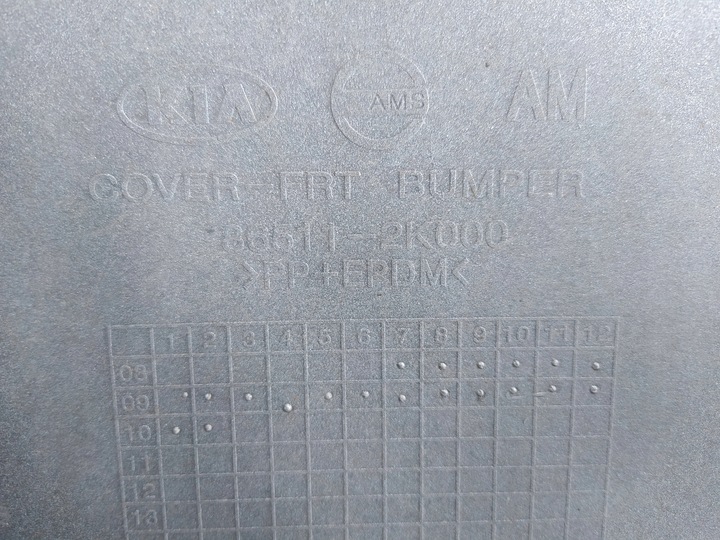 KIA AMS AM
COVER-FRT BUMPER
86511-2K000
>PP+EPDM<
1 2 3 4 5 6 7 8 9 10 11 12
08
09
10
11
12
13